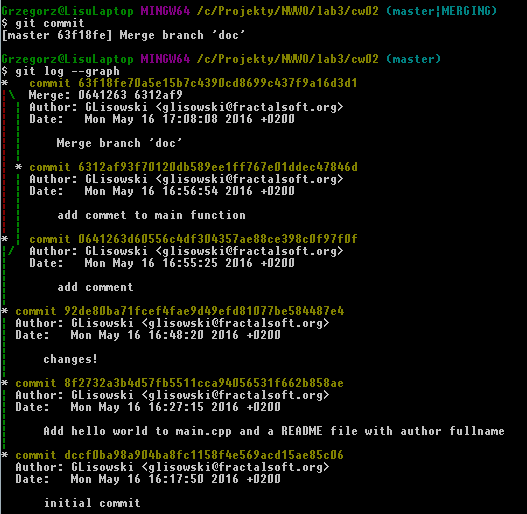 Grzegorz@LisuLaptop MINGW64 /c/Projekty/NWWO/lab3/cw02 (master|MERGING)
$ git commit
[master 63f18fe] Merge branch 'doc'
Grzegorz@LisuLaptop MINGW64 /c/Projekty/NWWO/lab3/cw02 (master)
$ git log --graph
* commit 63f18fe70a5e15b7c4390cd8699c437f9a16d3d1
|\ Merge: 0641263 6312af9
| | Author: GLisowski <glisowski@fractalsoft.org>
| | Date: Mon May 16 17:08:08 2016 +0200
| |
| | Merge branch 'doc'
| |
| * commit 6312af93f70120db589ee1ff767e01ddec47846d
| | Author: GLisowski <glisowski@fractalsoft.org>
| | Date: Mon May 16 16:56:54 2016 +0200
| |
| | add commet to main function
| |
* | commit 0641263d60556c4df304357ae88ce398c0f97f0f
|/ Author: GLisowski <glisowski@fractalsoft.org>
| Date: Mon May 16 16:55:25 2016 +0200
|
| add comment
|
* commit 92de80ba71fcef4fae9d49efd81077be584487e4
| Author: GLisowski <glisowski@fractalsoft.org>
| Date: Mon May 16 16:48:20 2016 +0200
|
| changes!
|
* commit 8f2732a3b4d57fb5511cca94056531f662b858ae
| Author: GLisowski <glisowski@fractalsoft.org>
| Date: Mon May 16 16:27:15 2016 +0200
|
| Add hello world to main.cpp and a README file with author fullname
|
* commit dccf0ba98a904ba8fc1158f4e569acd15ae85c06
Author: GLisowski <glisowski@fractalsoft.org>
Date: Mon May 16 16:17:50 2016 +0200
initial commit